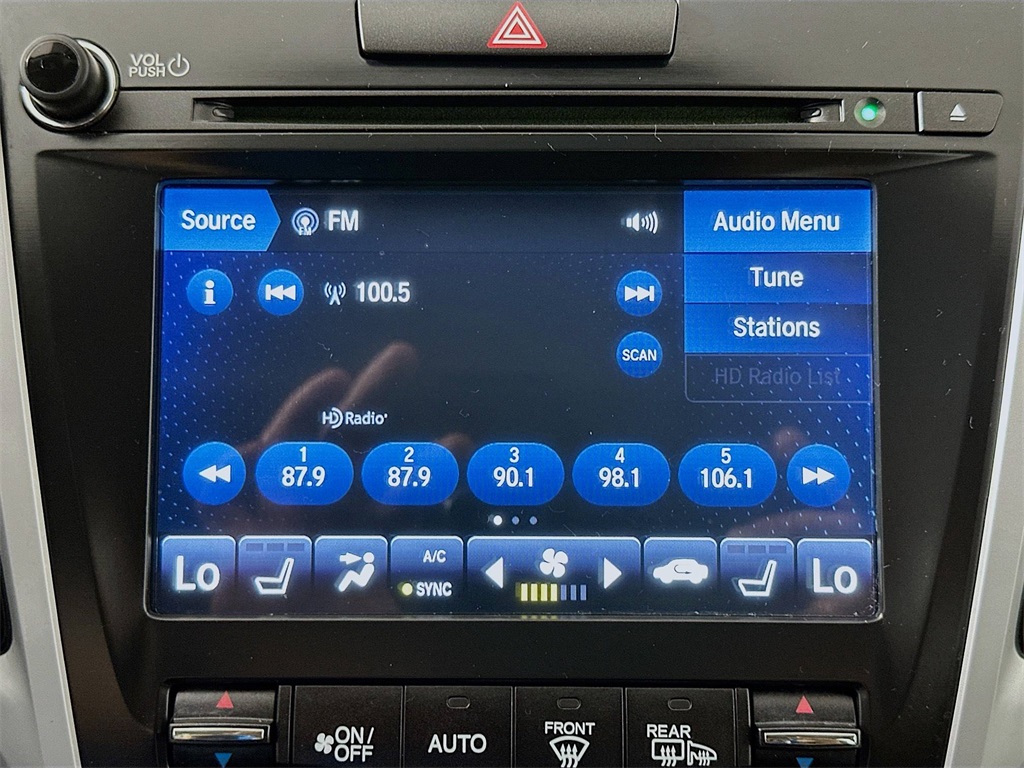 VOL
PUSH
Source
FM
FM
Audio Menu
100.5
Tune
Stations
SCAN
HD Radio List
HD Radio
1
87.9
2
87.9
3
90.1
4
98.1
5
106.1
Lo
A/C
SYNC
Lo
ON/
OFF
AUTO
FRONT
REAR